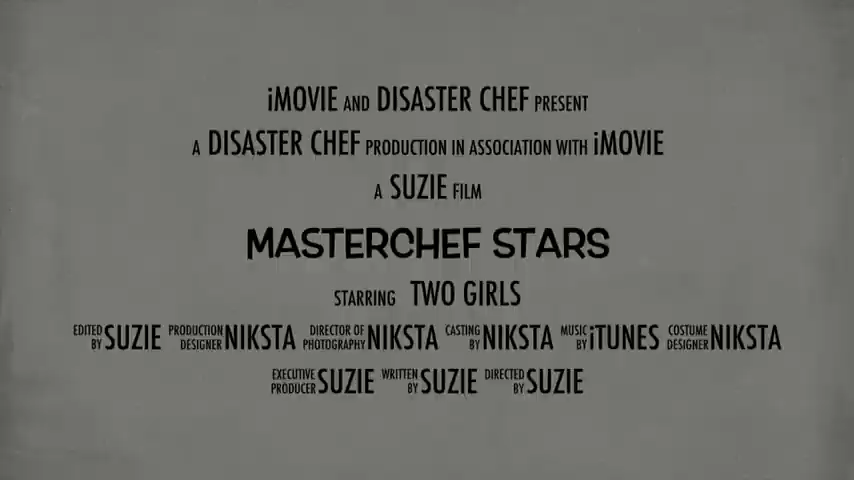 iMOVIE AND DISASTER CHEF PRESENT
A DISASTER CHEF PRODUCTION IN ASSOCIATION WITH iMOVIE
A SUZIE FILM
MASTERCHEF STARS
STARRING TWO GIRLS
EDITED BY SUZIE PRODUCTION DESIGNER NIKSTA DIRECTOR OF PHOTOGRAPHY NIKSTA CASTING BY NIKSTA MUSIC BY iTUNES COSTUME DESIGNER NIKSTA
EXECUTIVE PRODUCER SUZIE WRITTEN BY SUZIE DIRECTED BY SUZIE